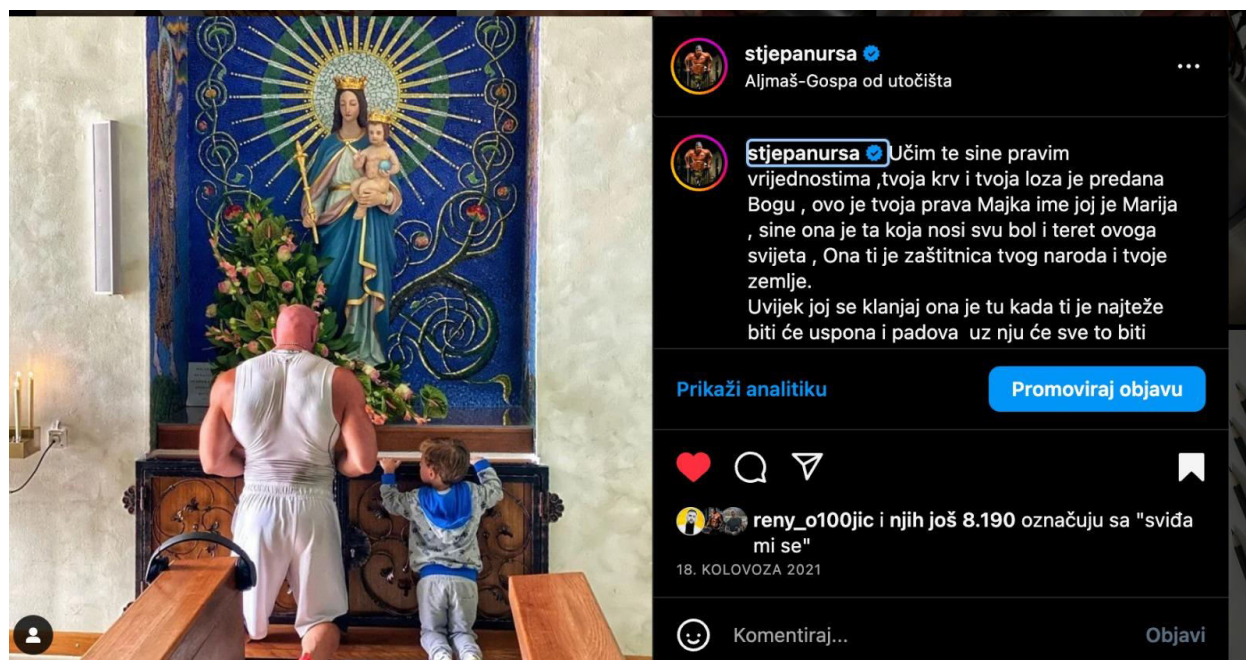 stjepanursa
Aljmaš-Gospa od utočišta
stjepanursa Učim te sine pravim
vrijednostima ,tvoja krv i tvoja loza je predana
Bogu , ovo je tvoja prava Majka ime joj je Marija
, sine ona je ta koja nosi svu bol i teret ovoga
svijeta , Ona ti je zaštitnica tvog naroda i tvoje
zemlje.
Uvijek joj se klanjaj ona je tu kada ti je najteže
biti će uspona i padova  uz nju će sve to biti
Prikaži analitiku
Promoviraj objavu
reny_o100jic i njih još 8.190 označuju sa "sviđa
mi se"
18. KOLOVOZA 2021
Komentiraj...
Objavi